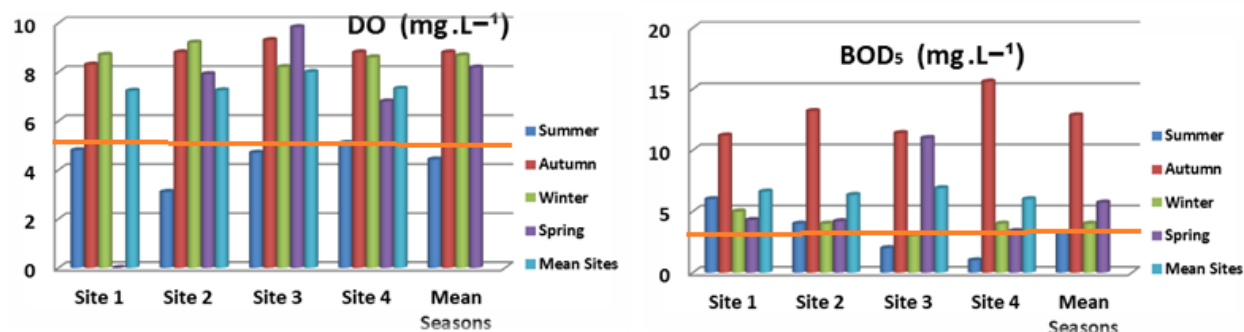 DO (mg.L–¹)
10
8
6
4
2
0
Site 1 Site 2 Site 3 Site 4 Mean
Seasons
Summer
Autumn
Winter
Spring
Mean Sites
BOD₅ (mg.L–¹)
20
15
10
5
0
Site 1 Site 2 Site 3 Site 4 Mean
Seasons
Summer
Autumn
Winter
Spring
Mean Sites